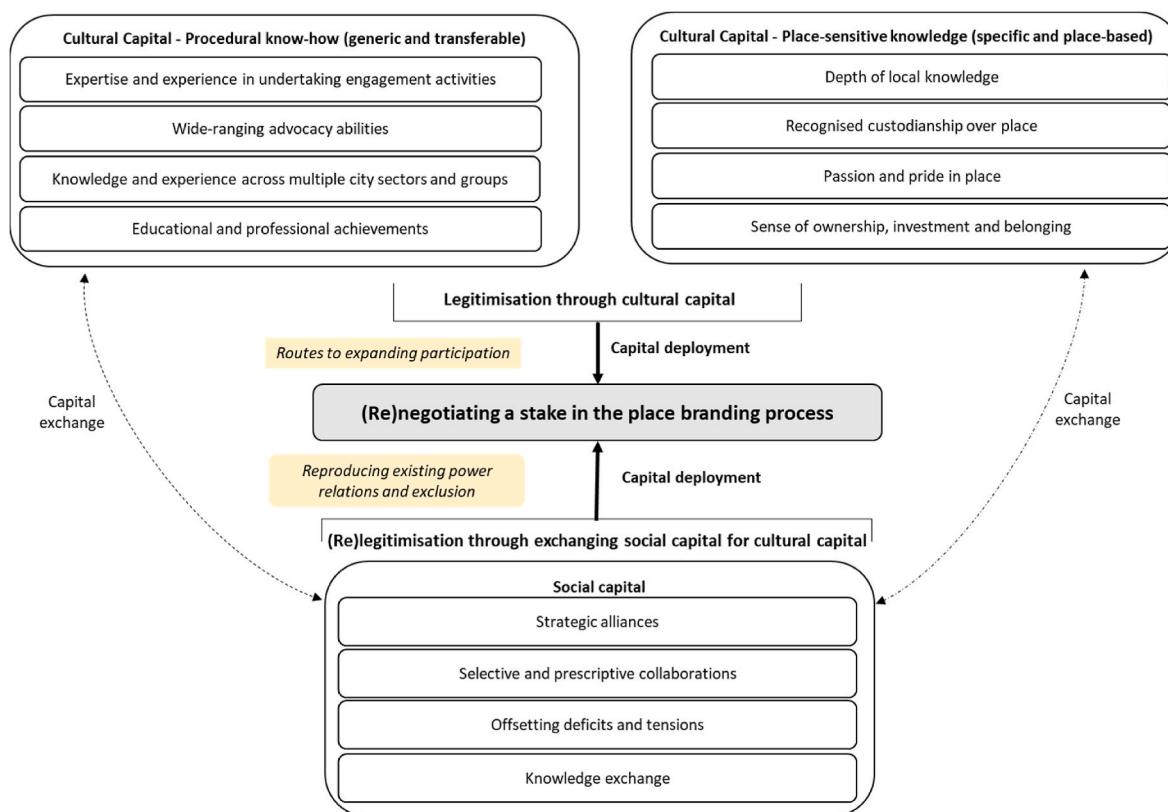 Cultural Capital - Procedural know-how (generic and transferable)
Expertise and experience in undertaking engagement activities
Wide-ranging advocacy abilities
Knowledge and experience across multiple city sectors and groups
Educational and professional achievements
Cultural Capital - Place-sensitive knowledge (specific and place-based)
Depth of local knowledge
Recognised custodianship over place
Passion and pride in place
Sense of ownership, investment and belonging
Legitimisation through cultural capital
Routes to expanding participation
Capital deployment
Capital
exchange
(Re)negotiating a stake in the place branding process
Capital
exchange
Reproducing existing power
relations and exclusion
Capital deployment
(Re)legitimisation through exchanging social capital for cultural capital
Social capital
Strategic alliances
Selective and prescriptive collaborations
Offsetting deficits and tensions
Knowledge exchange